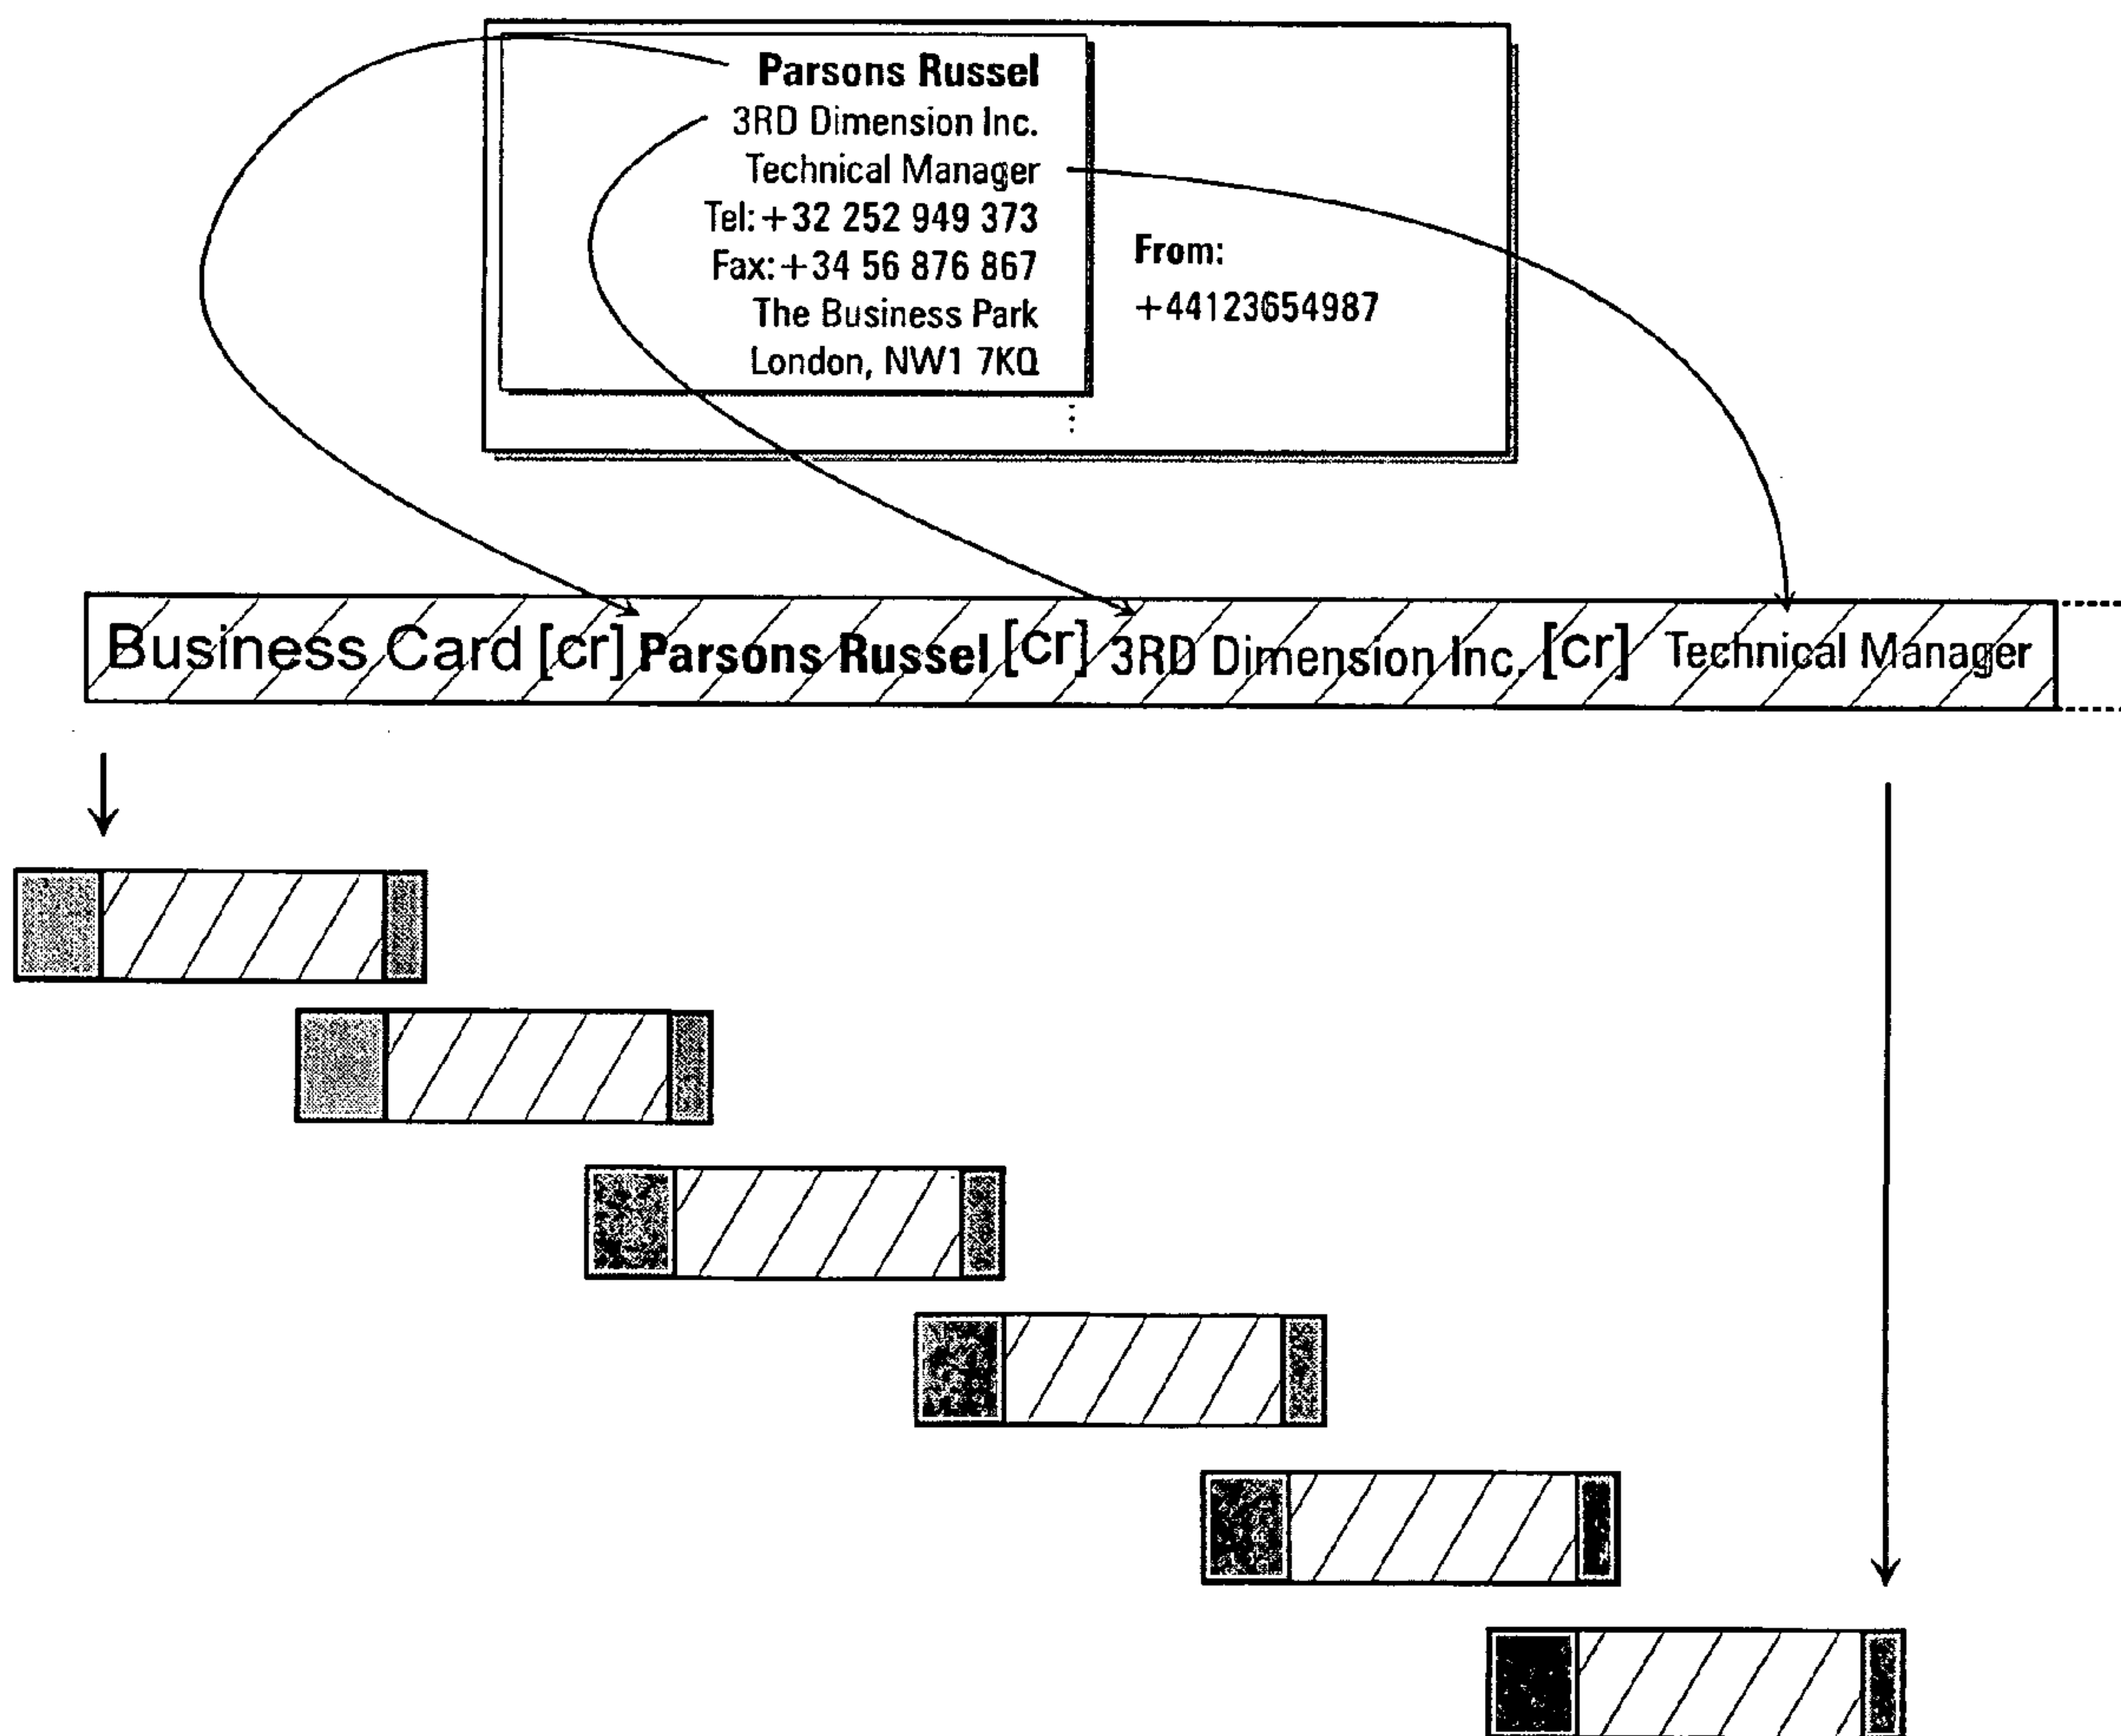 Parsons Russel
3RD Dimension Inc.
Technical Manager
Tel: +32 252 949 373
Fax: +34 56 876 867
The Business Park
London, NW1 7KQ
From:
+44123654987
Business Card [cr] Parsons Russel [cr] 3RD Dimension Inc. [cr] Technical Manager